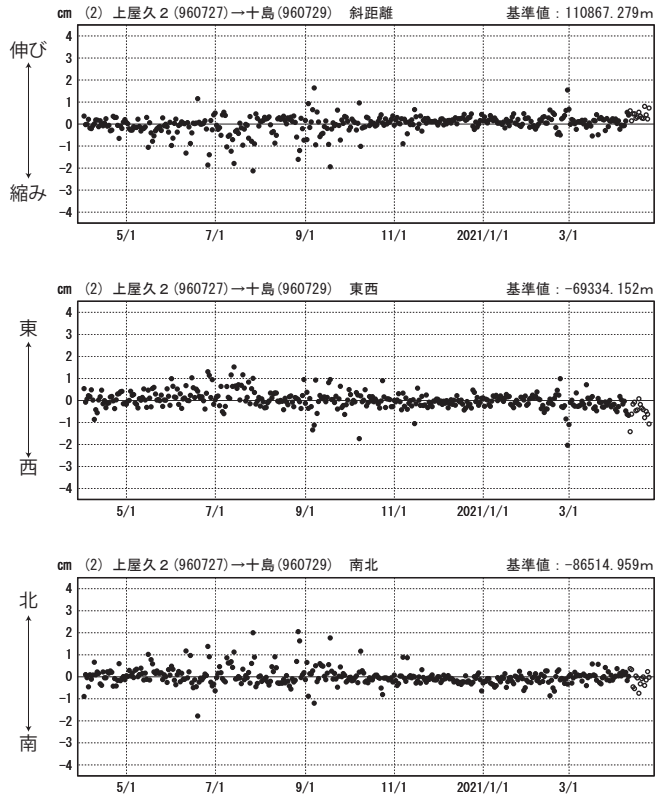 cm (2) 上屋久2(960727)→十島(960729) 斜距離 基準値：110867.279m
伸び
縮み
4
3
2
1
0
-1
-2
-3
-4
5/1 7/1 9/1 11/1 2021/1/1 3/1
cm (2) 上屋久2(960727)→十島(960729) 東西 基準値：-69334.152m
東
西
4
3
2
1
0
-1
-2
-3
-4
5/1 7/1 9/1 11/1 2021/1/1 3/1
cm (2) 上屋久2(960727)→十島(960729) 南北 基準値：-86514.959m
北
南
4
3
2
1
0
-1
-2
-3
-4
5/1 7/1 9/1 11/1 2021/1/1 3/1